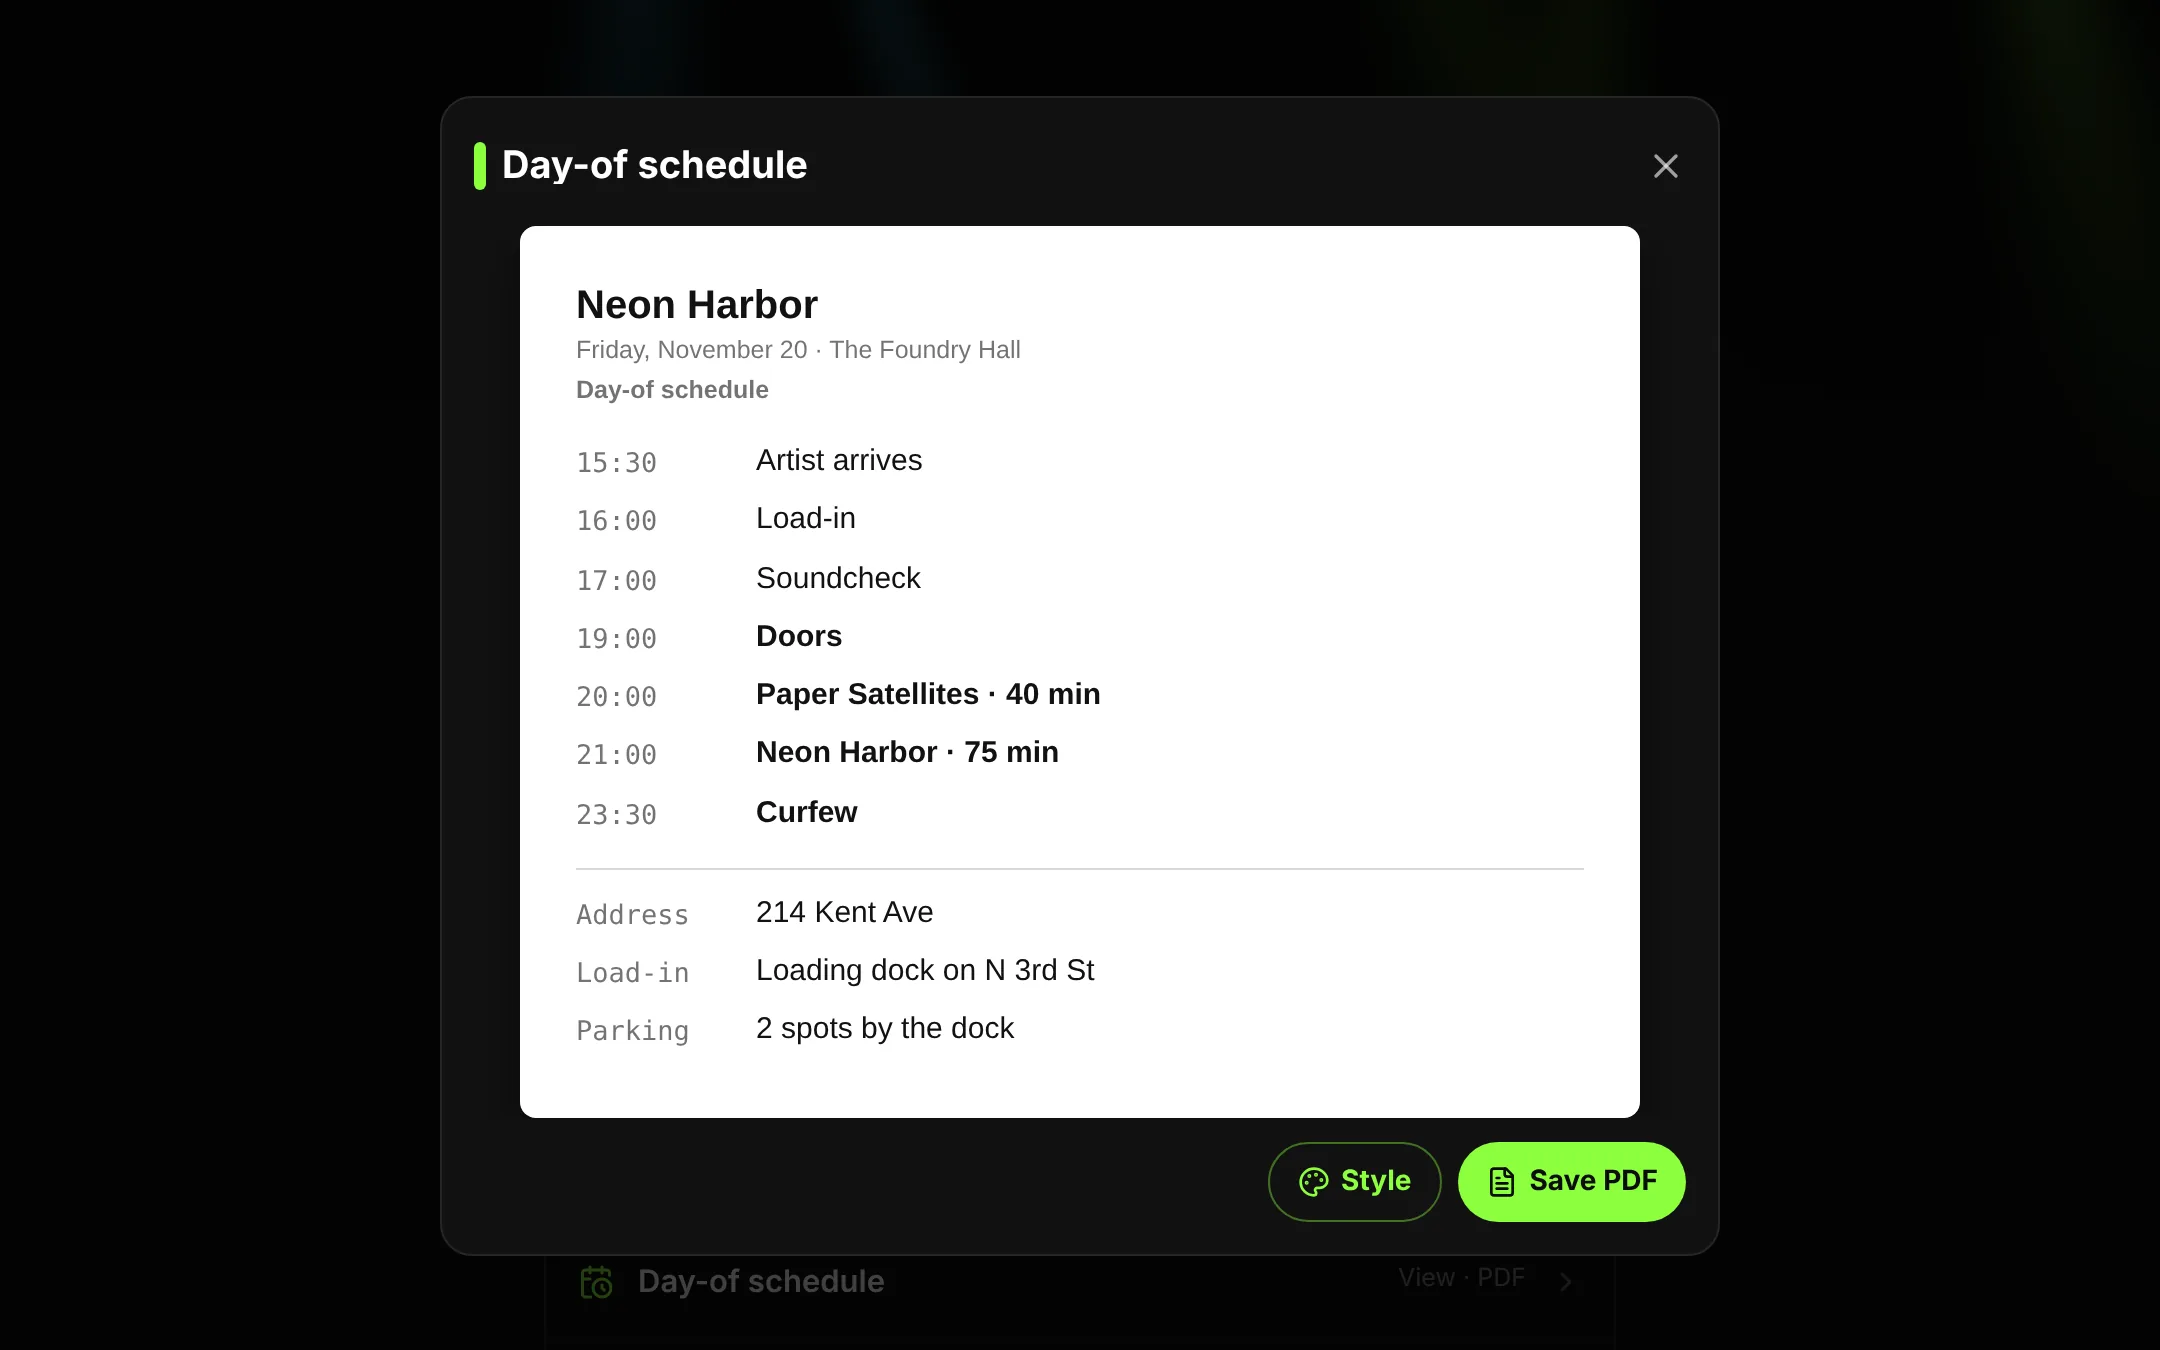 Day-of schedule
Neon Harbor
Friday, November 20 · The Foundry Hall
Day-of schedule
15:30 Artist arrives
16:00 Load-in
17:00 Soundcheck
19:00 Doors
20:00 Paper Satellites · 40 min
21:00 Neon Harbor · 75 min
23:30 Curfew
Address 214 Kent Ave
Load-in Loading dock on N 3rd St
Parking 2 spots by the dock
Style Save PDF
Day-of schedule View · PDF